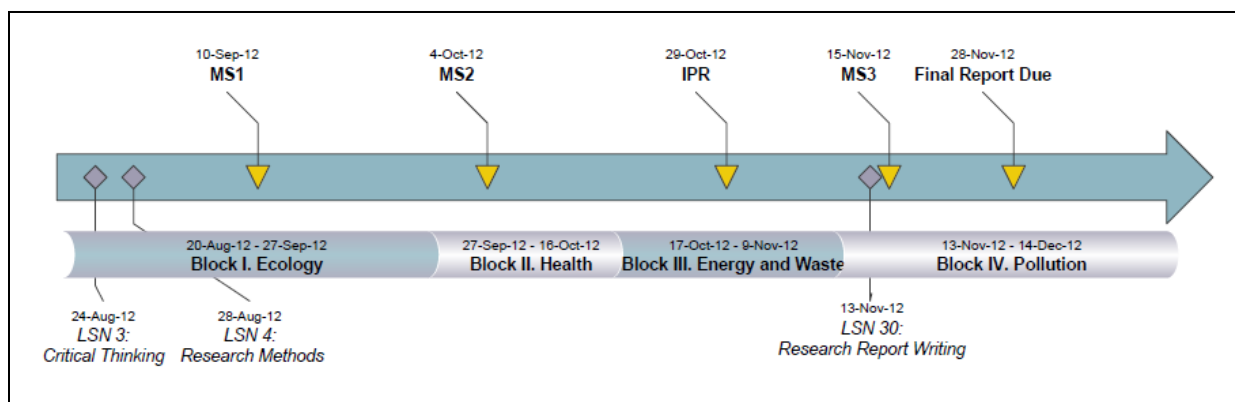 10-Sep-12
MS1
4-Oct-12
MS2
29-Oct-12
IPR
15-Nov-12
MS3
28-Nov-12
Final Report Due
20-Aug-12 - 27-Sep-12
Block I. Ecology
27-Sep-12 - 16-Oct-12
Block II. Health
17-Oct-12 - 9-Nov-12
Block III. Energy and Waste
13-Nov-12 - 14-Dec-12
Block IV. Pollution
24-Aug-12
LSN 3:
Critical Thinking
28-Aug-12
LSN 4:
Research Methods
13-Nov-12
LSN 30:
Research Report Writing